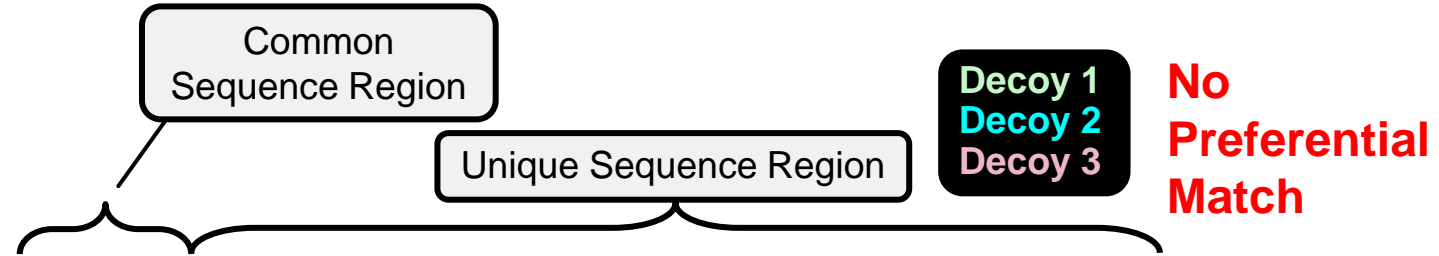 Common
Sequence Region
Unique Sequence Region
Decoy 1
Decoy 2
Decoy 3
No
Preferential
Match